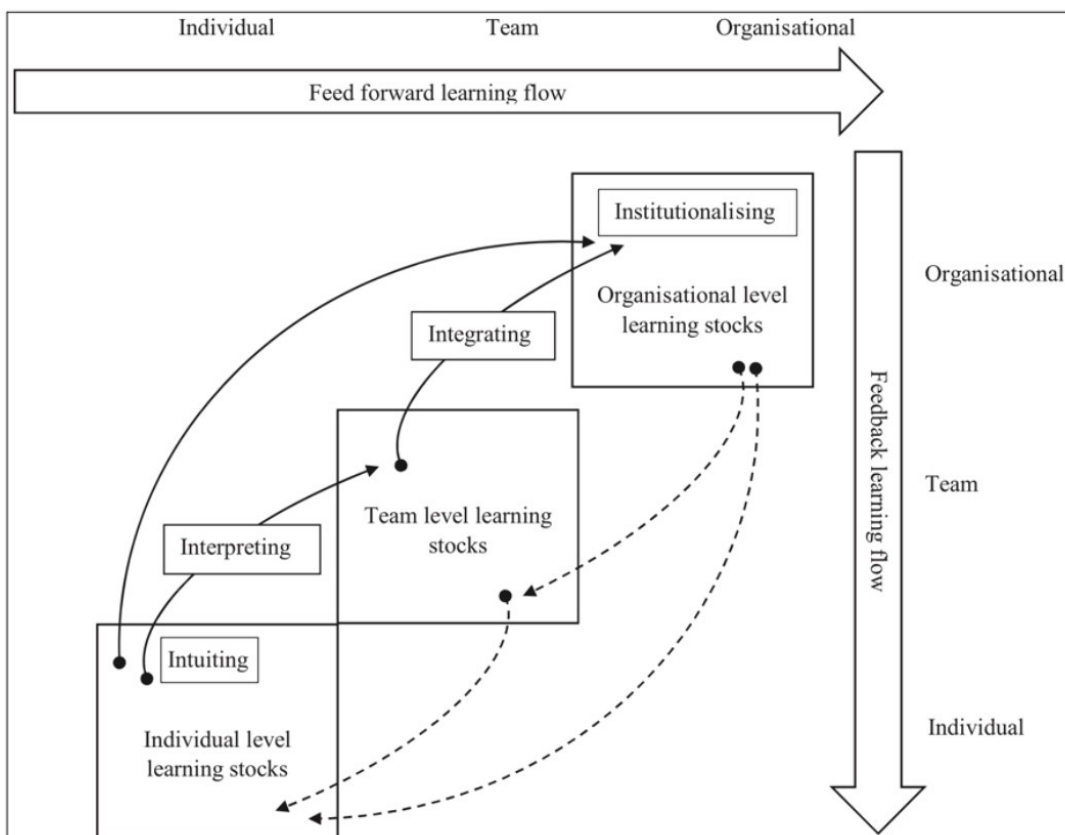 Individual
Team
Organisational
Feed forward learning flow
Institutionalising
Organisational level
learning stocks
Organisational
Integrating
Feedback learning flow
Team level learning
stocks
Team
Interpreting
Intuiting
Individual level
learning stocks
Individual